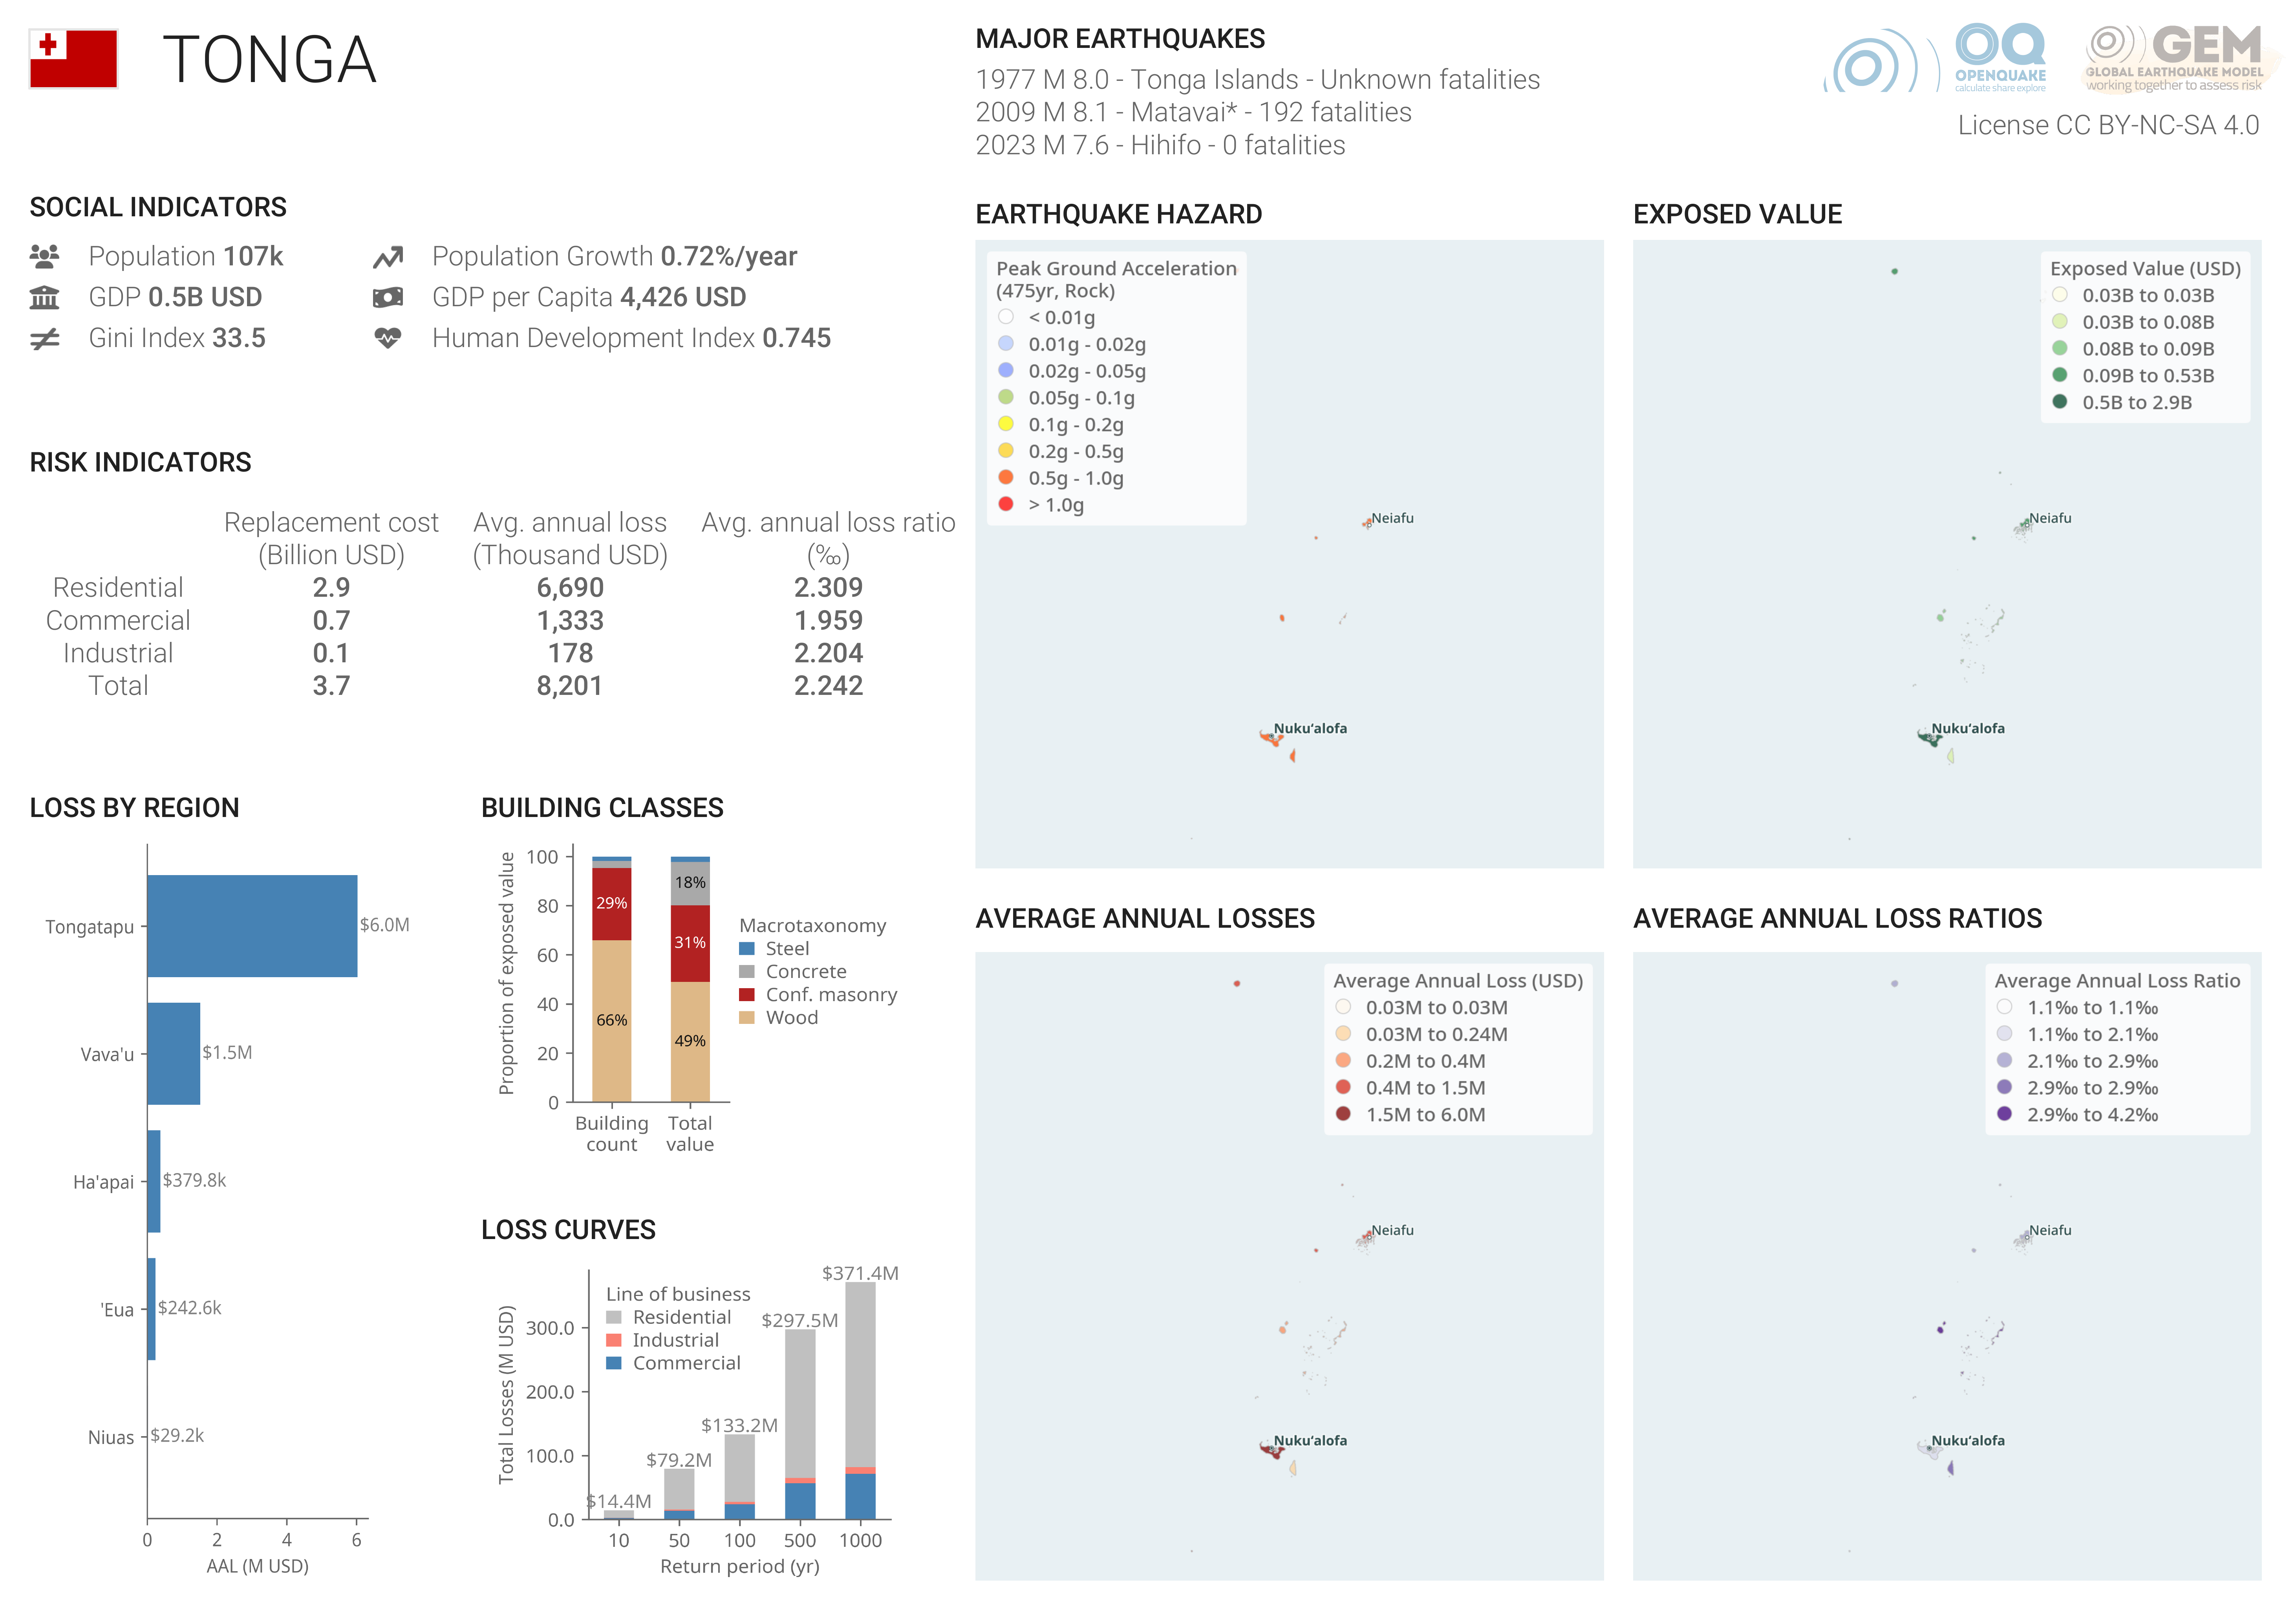 TONGA
MAJOR EARTHQUAKES
1977 M 8.0 - Tonga Islands - Unknown fatalities
2009 M 8.1 - Matavai* - 192 fatalities
2023 M 7.6 - Hihifo - 0 fatalities
OQ
OPENQUAKE
calculate share explore
GEM
GLOBAL EARTHQUAKE MODEL
working together to assess risk
License CC BY-NC-SA 4.0
SOCIAL INDICATORS
Population 107k
Population Growth 0.72%/year
GDP 0.5B USD
GDP per Capita 4,426 USD
Gini Index 33.5
Human Development Index 0.745
RISK INDICATORS
Replacement cost (Billion USD)
Avg. annual loss (Thousand USD)
Avg. annual loss ratio (‰)
Residential 2.9 6,690 2.309
Commercial 0.7 1,333 1.959
Industrial 0.1 178 2.204
Total 3.7 8,201 2.242
LOSS BY REGION
Tongatapu $6.0M
Vava'u $1.5M
Ha'apai $379.8k
'Eua $242.6k
Niuas $29.2k
0 2 4 6
AAL (M USD)
BUILDING CLASSES
Proportion of exposed value
100
80
60
40
20
0
29%
66%
18%
31%
49%
Building count
Total value
Macrotaxonomy
Steel
Concrete
Conf. masonry
Wood
LOSS CURVES
Total Losses (M USD)
300.0
200.0
100.0
0.0
Line of business
Residential
Industrial
Commercial
$14.4M
$79.2M
$133.2M
$297.5M
$371.4M
10 50 100 500 1000
Return period (yr)
EARTHQUAKE HAZARD
Peak Ground Acceleration
(475yr, Rock)
< 0.01g
0.01g - 0.02g
0.02g - 0.05g
0.05g - 0.1g
0.1g - 0.2g
0.2g - 0.5g
0.5g - 1.0g
> 1.0g
Neiafu
Nukuʻalofa
EXPOSED VALUE
Exposed Value (USD)
0.03B to 0.03B
0.03B to 0.08B
0.08B to 0.09B
0.09B to 0.53B
0.5B to 2.9B
Neiafu
Nukuʻalofa
AVERAGE ANNUAL LOSSES
Average Annual Loss (USD)
0.03M to 0.03M
0.03M to 0.24M
0.2M to 0.4M
0.4M to 1.5M
1.5M to 6.0M
Neiafu
Nukuʻalofa
AVERAGE ANNUAL LOSS RATIOS
Average Annual Loss Ratio
1.1‰ to 1.1‰
1.1‰ to 2.1‰
2.1‰ to 2.9‰
2.9‰ to 2.9‰
2.9‰ to 4.2‰
Neiafu
Nukuʻalofa